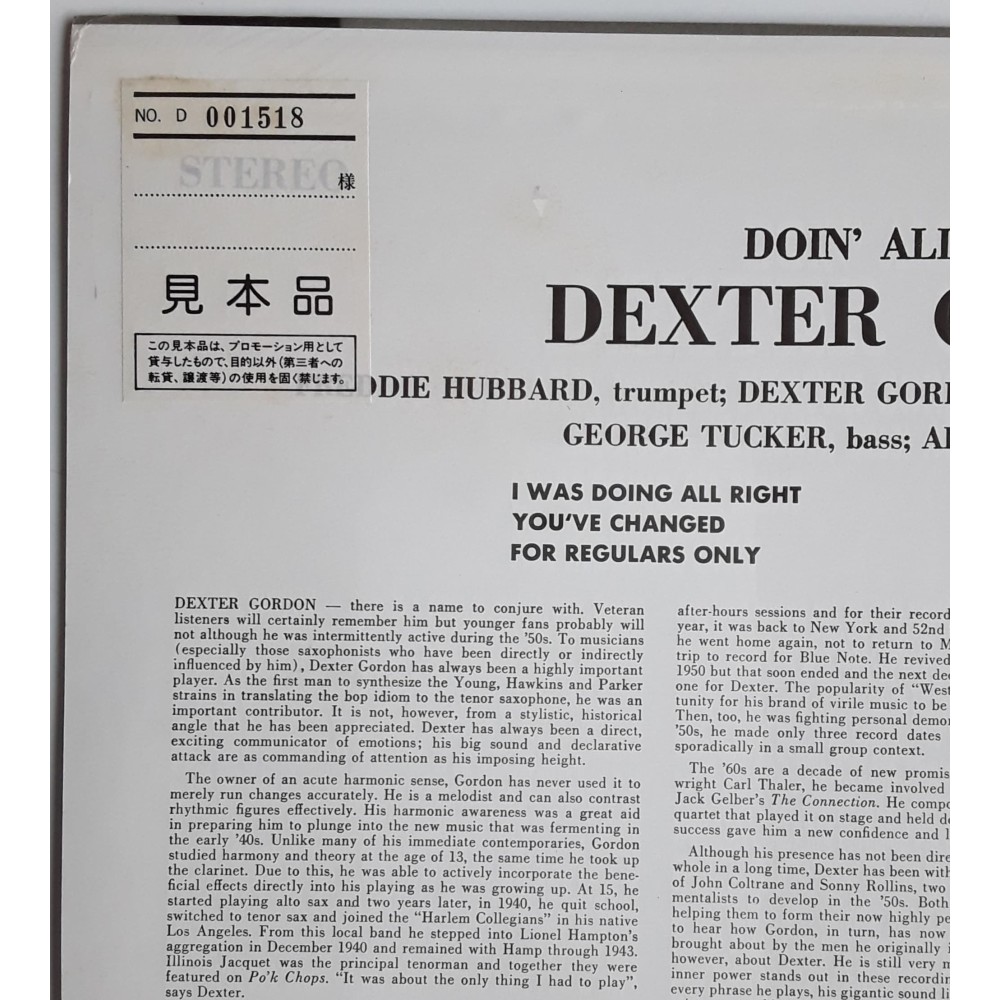 NO. D 001518
STEREO 様
見本品
この見本品は、プロモーション用として
貸与したもので、目的以外(第三者への
転貸、譲渡等)の使用を固く禁じます。
DOIN' ALL
DEXTER G
FREDDIE HUBBARD, trumpet; DEXTER GORD
GEORGE TUCKER, bass; AL
I WAS DOING ALL RIGHT
YOU'VE CHANGED
FOR REGULARS ONLY
DEXTER GORDON — there is a name to conjure with. Veteran
listeners will certainly remember him but younger fans probably will
not although he was intermittently active during the '50s. To musicians
(especially those saxophonists who have been directly or indirectly
influenced by him), Dexter Gordon has always been a highly important
player. As the first man to synthesize the Young, Hawkins and Parker
strains in translating the bop idiom to the tenor saxophone, he was an
important contributor. It is not, however, from a stylistic, historical
angle that he has been appreciated. Dexter has always been a direct,
exciting communicator of emotions; his big sound and declarative
attack are as commanding of attention as his imposing height.
The owner of an acute harmonic sense, Gordon has never used it to
merely run changes accurately. He is a melodist and can also contrast
rhythmic figures effectively. His harmonic awareness was a great aid
in preparing him to plunge into the new music that was fermenting in
the early '40s. Unlike many of his immediate contemporaries, Gordon
studied harmony and theory at the age of 13, the same time he took up
the clarinet. Due to this, he was able to actively incorporate the bene-
ficial effects directly into his playing as he was growing up. At 15, he
started playing alto sax and two years later, in 1940, he quit school,
switched to tenor sax and joined the "Harlem Collegians" in his native
Los Angeles. From this local band he stepped into Lionel Hampton's
aggregation in December 1940 and remained with Hamp through 1943.
Illinois Jacquet was the principal tenorman and together they were
featured on Po'k Chops. "It was about the only thing I had to play",
says Dexter.
after-hours sessions and for their record
year, it was back to New York and 52nd
he went home again, not to return to M
trip to record for Blue Note. He revived
1950 but that soon ended and the next dec
one for Dexter. The popularity of "West
tunity for his brand of virile music to be
Then, too, he was fighting personal demon
'50s, he made only three record dates
sporadically in a small group context.
The '60s are a decade of new promis
wright Carl Thaler, he became involved
Jack Gelber's The Connection. He compo
quartet that played it on stage and held do
success gave him a new confidence and l
Although his presence has not been dire
whole in a long time, Dexter has been with
of John Coltrane and Sonny Rollins, two
mentalists to develop in the '50s. Both
helping them to form their now highly pe
to hear how Gordon, in turn, has now
brought about by the men he originally i
however, about Dexter. He is still very m
inner power stands out in these recordin
every phrase he plays, his gigantic sound li